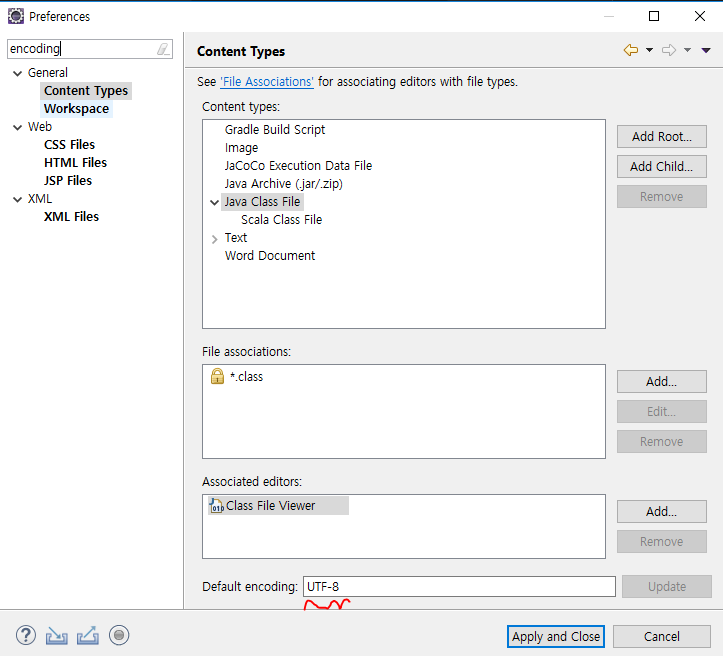 Preferences
encoding
General
Content Types
Workspace
Web
CSS Files
HTML Files
JSP Files
XML
XML Files
Content Types
See 'File Associations' for associating editors with file types.
Content types:
Gradle Build Script
Image
JaCoCo Execution Data File
Java Archive (.jar/.zip)
Java Class File
Scala Class File
Text
Word Document
Add Root...
Add Child...
Remove
File associations:
*.class
Add...
Edit...
Remove
Associated editors:
010
Class File Viewer
Add...
Remove
Default encoding: UTF-8 Update
?
Apply and Close Cancel